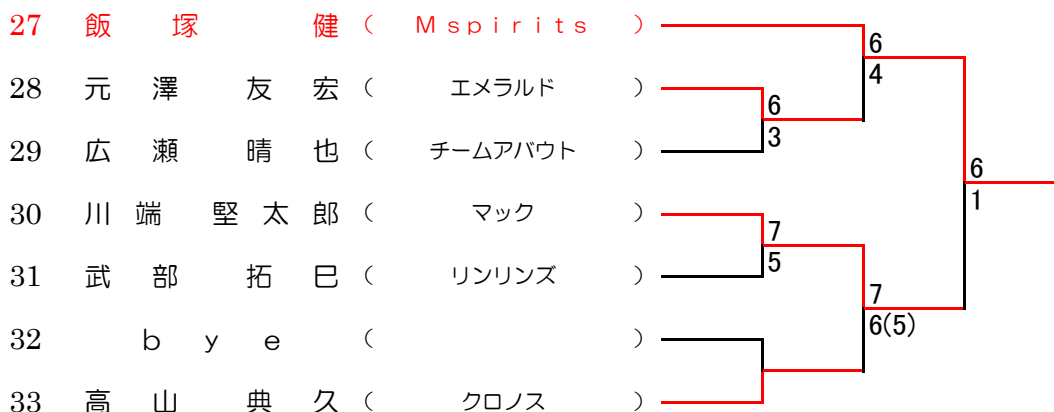 27 飯塚 健 ( Mspirits )
6
4
28 元澤 友宏 ( エメラルド )
6
3
29 広瀬 晴也 ( チームアバウト )
6
1
30 川端 堅太郎 ( マック )
7
5
31 武部 拓巳 ( リンリンズ )
7
6(5)
32 bye ( )
33 高山 典久 ( クロノス )